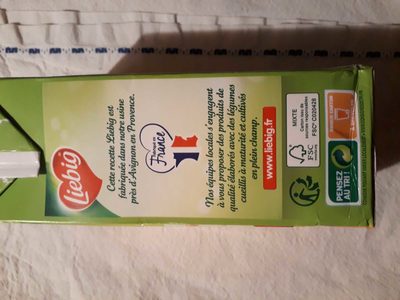 Liebig
Cette recette Liebig est
fabriquée dans notre usine
près d'Avignon en Provence.
France
Nos équipes locales s'engagent
à vous proposer des produits de
qualité élaborés avec des légumes
cueillis à maturité et cultivés
en plein champ.
www.liebig.fr
MIXTE
FSC® C020428
FSC
PENSEZ
AU TRI !